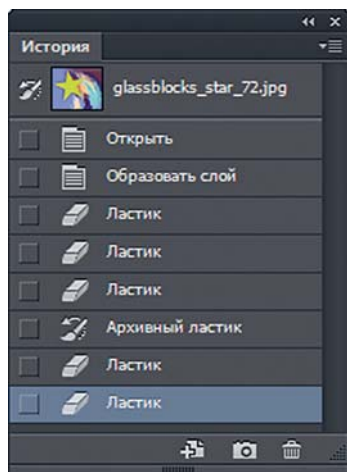 История
glassblocks_star_72.jpg
Открыть
Образовать слой
Ластик
Ластик
Ластик
Архивный ластик
Ластик
Ластик